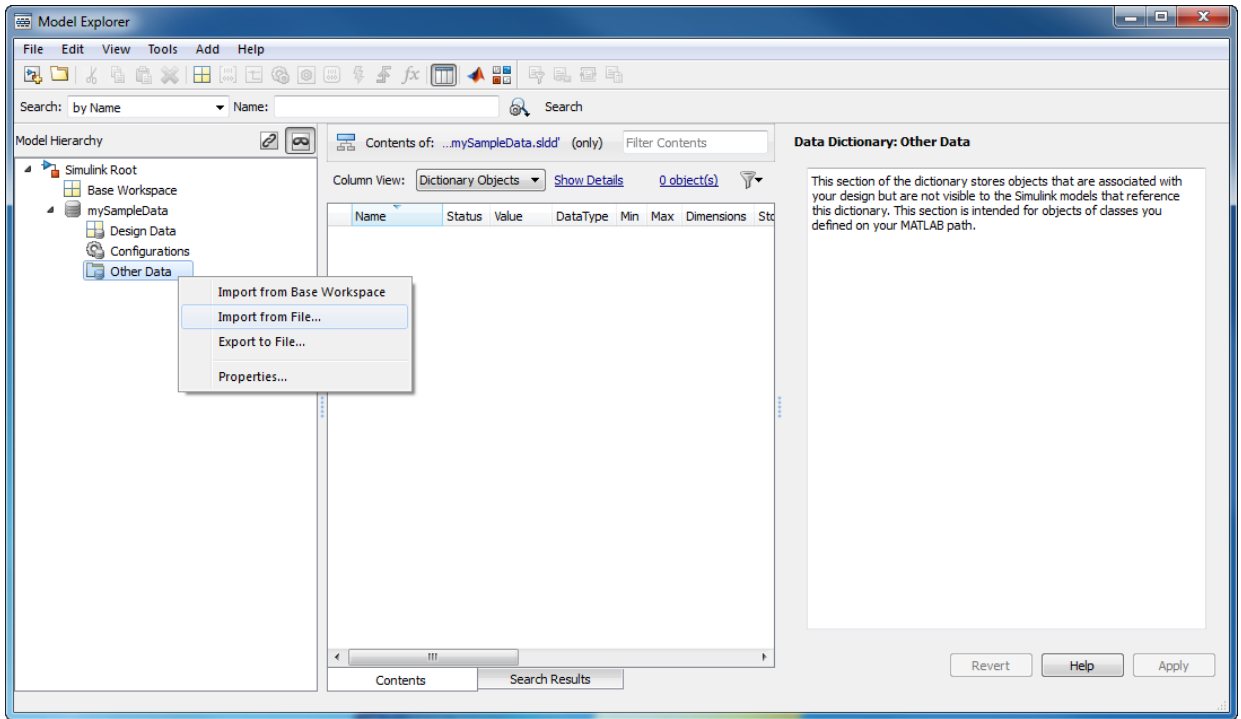 Model Explorer
File Edit View Tools Add Help
fx
Search: by Name Name: Search
Model Hierarchy
Simulink Root
Base Workspace
mySampleData
Design Data
Configurations
Other Data
Import from Base Workspace
Import from File...
Export to File...
Properties...
Contents of: ...mySampleData.sldd' (only) Filter Contents
Column View: Dictionary Objects Show Details 0 object(s)
Name Status Value DataType Min Max Dimensions Sto
Contents Search Results
Data Dictionary: Other Data
This section of the dictionary stores objects that are associated with
your design but are not visible to the Simulink models that reference
this dictionary. This section is intended for objects of classes you
defined on your MATLAB path.
Revert Help Apply